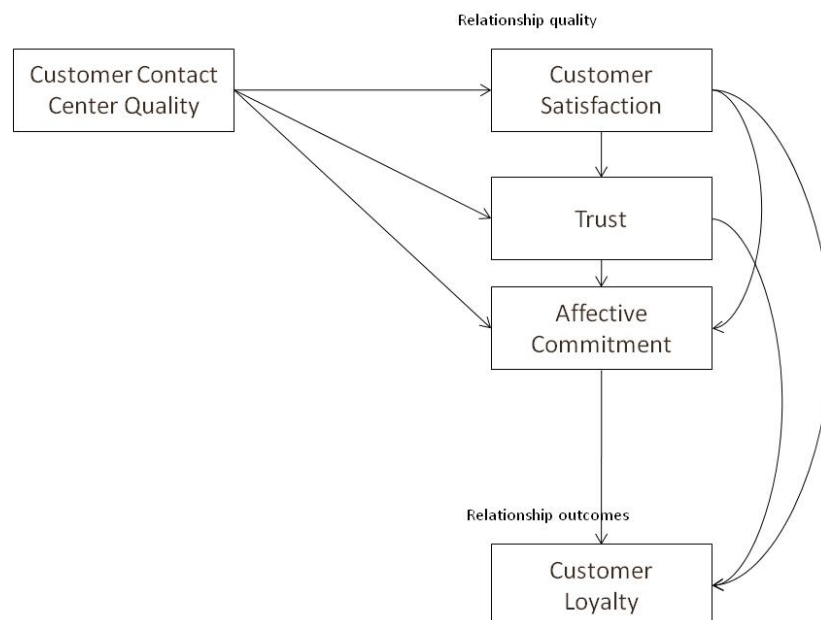 Relationship quality
Customer Contact
Center Quality
Customer
Satisfaction
Trust
Affective
Commitment
Relationship outcomes
Customer
Loyalty